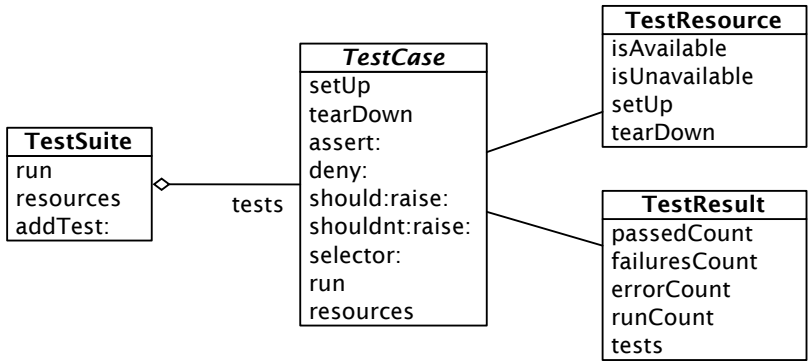 TestSuite
run
resources
addTest:
tests
TestCase
setUp
tearDown
assert:
deny:
should:raise:
shouldnt:raise:
selector:
run
resources
TestResource
isAvailable
isUnavailable
setUp
tearDown
TestResult
passedCount
failuresCount
errorCount
runCount
tests